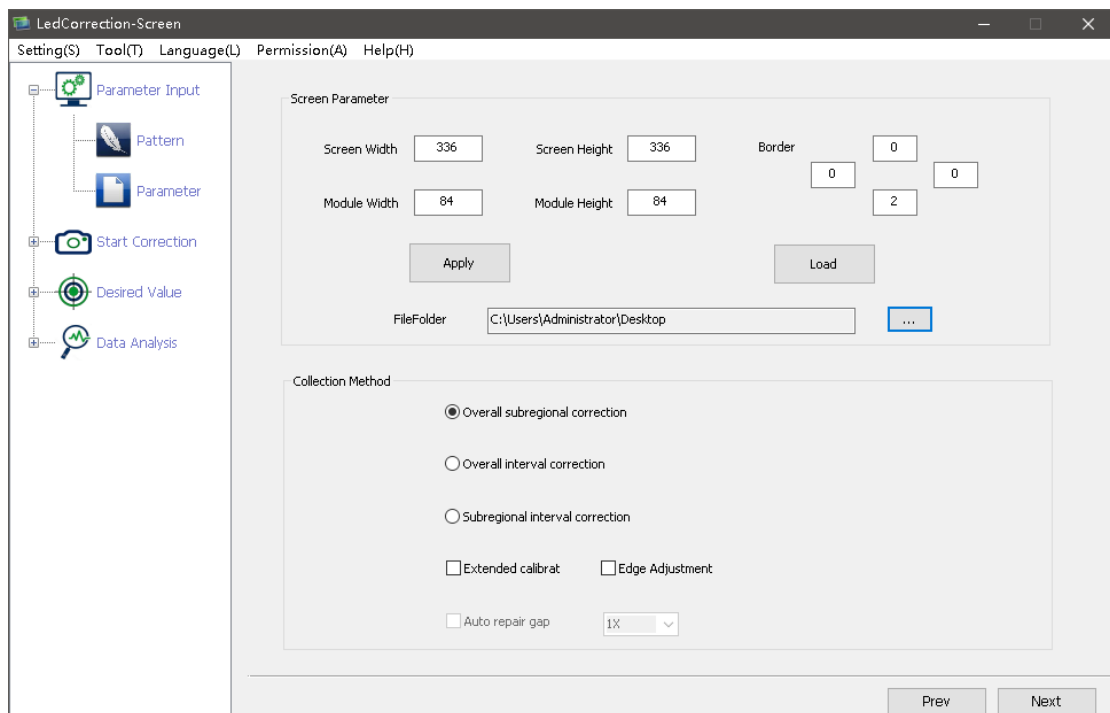 LedCorrection-Screen
Setting(S) Tool(T) Language(L) Permission(A) Help(H)
Parameter Input
Pattern
Parameter
Start Correction
Desired Value
Data Analysis
Screen Parameter
Screen Width 336 Screen Height 336 Border 0
0 0
Module Width 84 Module Height 84 2
Apply Load
FileFolder C:\Users\Administrator\Desktop ...
Collection Method
Overall subregional correction
Overall interval correction
Subregional interval correction
Extended calibrat Edge Adjustment
Auto repair gap 1X
Prev Next